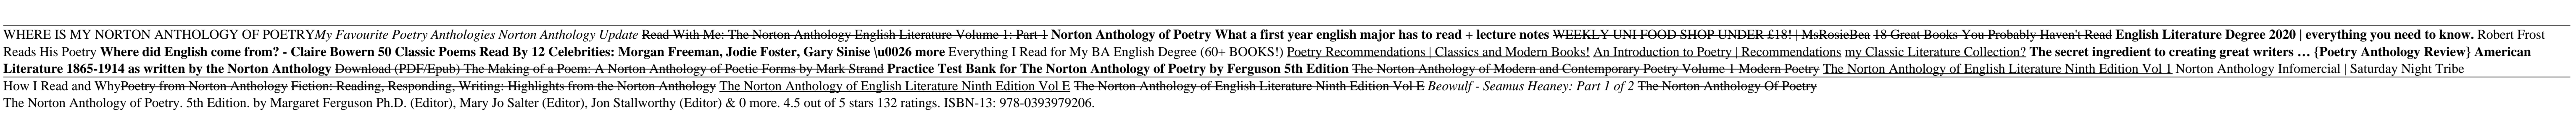 WHERE IS MY NORTON ANTHOLOGY OF POETRYMy Favourite Poetry Anthologies Norton Anthology Update Read With Me: The Norton Anthology English Literature Volume 1: Part 1 Norton Anthology of Poetry What a first year english major has to read + lecture notes WEEKLY UNI FOOD SHOP UNDER £18! | MsRosieBea 18 Great Books You Probably Haven't Read English Literature Degree 2020 | everything you need to know. Robert Frost
Reads His Poetry Where did English come from? - Claire Bowern 50 Classic Poems Read By 12 Celebrities: Morgan Freeman, Jodie Foster, Gary Sinise \u0026 more Everything I Read for My BA English Degree (60+ BOOKS!) Poetry Recommendations | Classics and Modern Books! An Introduction to Poetry | Recommendations my Classic Literature Collection? The secret ingredient to creating great writers … {Poetry Anthology Review} American
Literature 1865-1914 as written by the Norton Anthology Download (PDF/Epub) The Making of a Poem: A Norton Anthology of Poetic Forms by Mark Strand Practice Test Bank for The Norton Anthology of Poetry by Ferguson 5th Edition The Norton Anthology of Modern and Contemporary Poetry Volume 1 Modern Poetry The Norton Anthology of English Literature Ninth Edition Vol 1 Norton Anthology Infomercial | Saturday Night Tribe
How I Read and WhyPoetry from Norton Anthology Fiction: Reading, Responding, Writing: Highlights from the Norton Anthology The Norton Anthology of English Literature Ninth Edition Vol E The Norton Anthology of English Literature Ninth Edition Vol E Beowulf - Seamus Heaney: Part 1 of 2 The Norton Anthology Of Poetry
The Norton Anthology of Poetry. 5th Edition. by Margaret Ferguson Ph.D. (Editor), Mary Jo Salter (Editor), Jon Stallworthy (Editor) & 0 more. 4.5 out of 5 stars 132 ratings. ISBN-13: 978-0393979206.